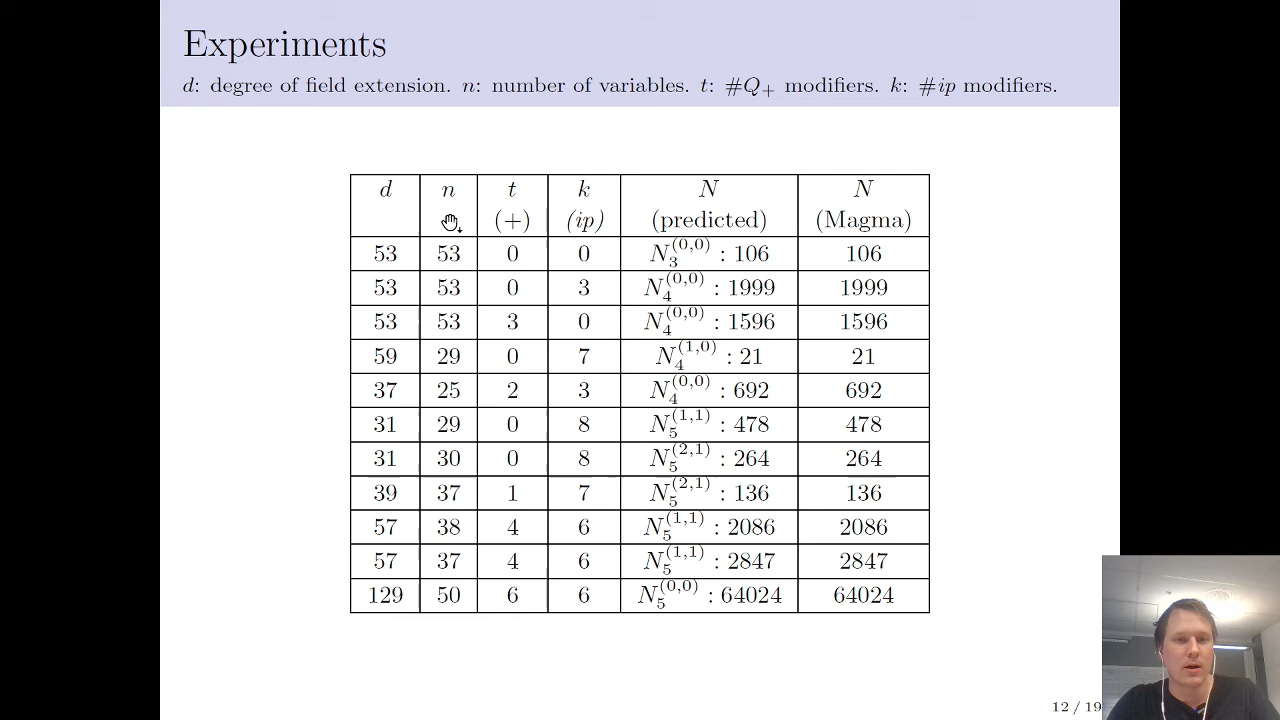 Experiments
d: degree of field extension. n: number of variables. t: #Q₊ modifiers. k: #ip modifiers.
d n t k N N
(+) (ip) (predicted) (Magma)
53 53 0 0 N₃^(0,0) : 106 106
53 53 0 3 N₄^(0,0) : 1999 1999
53 53 3 0 N₄^(0,0) : 1596 1596
59 29 0 7 N₄^(1,0) : 21 21
37 25 2 3 N₄^(0,0) : 692 692
31 29 0 8 N₅^(1,1) : 478 478
31 30 0 8 N₅^(2,1) : 264 264
39 37 1 7 N₅^(2,1) : 136 136
57 38 4 6 N₅^(1,1) : 2086 2086
57 37 4 6 N₅^(1,1) : 2847 2847
129 50 6 6 N₅^(0,0) : 64024 64024
12 / 19